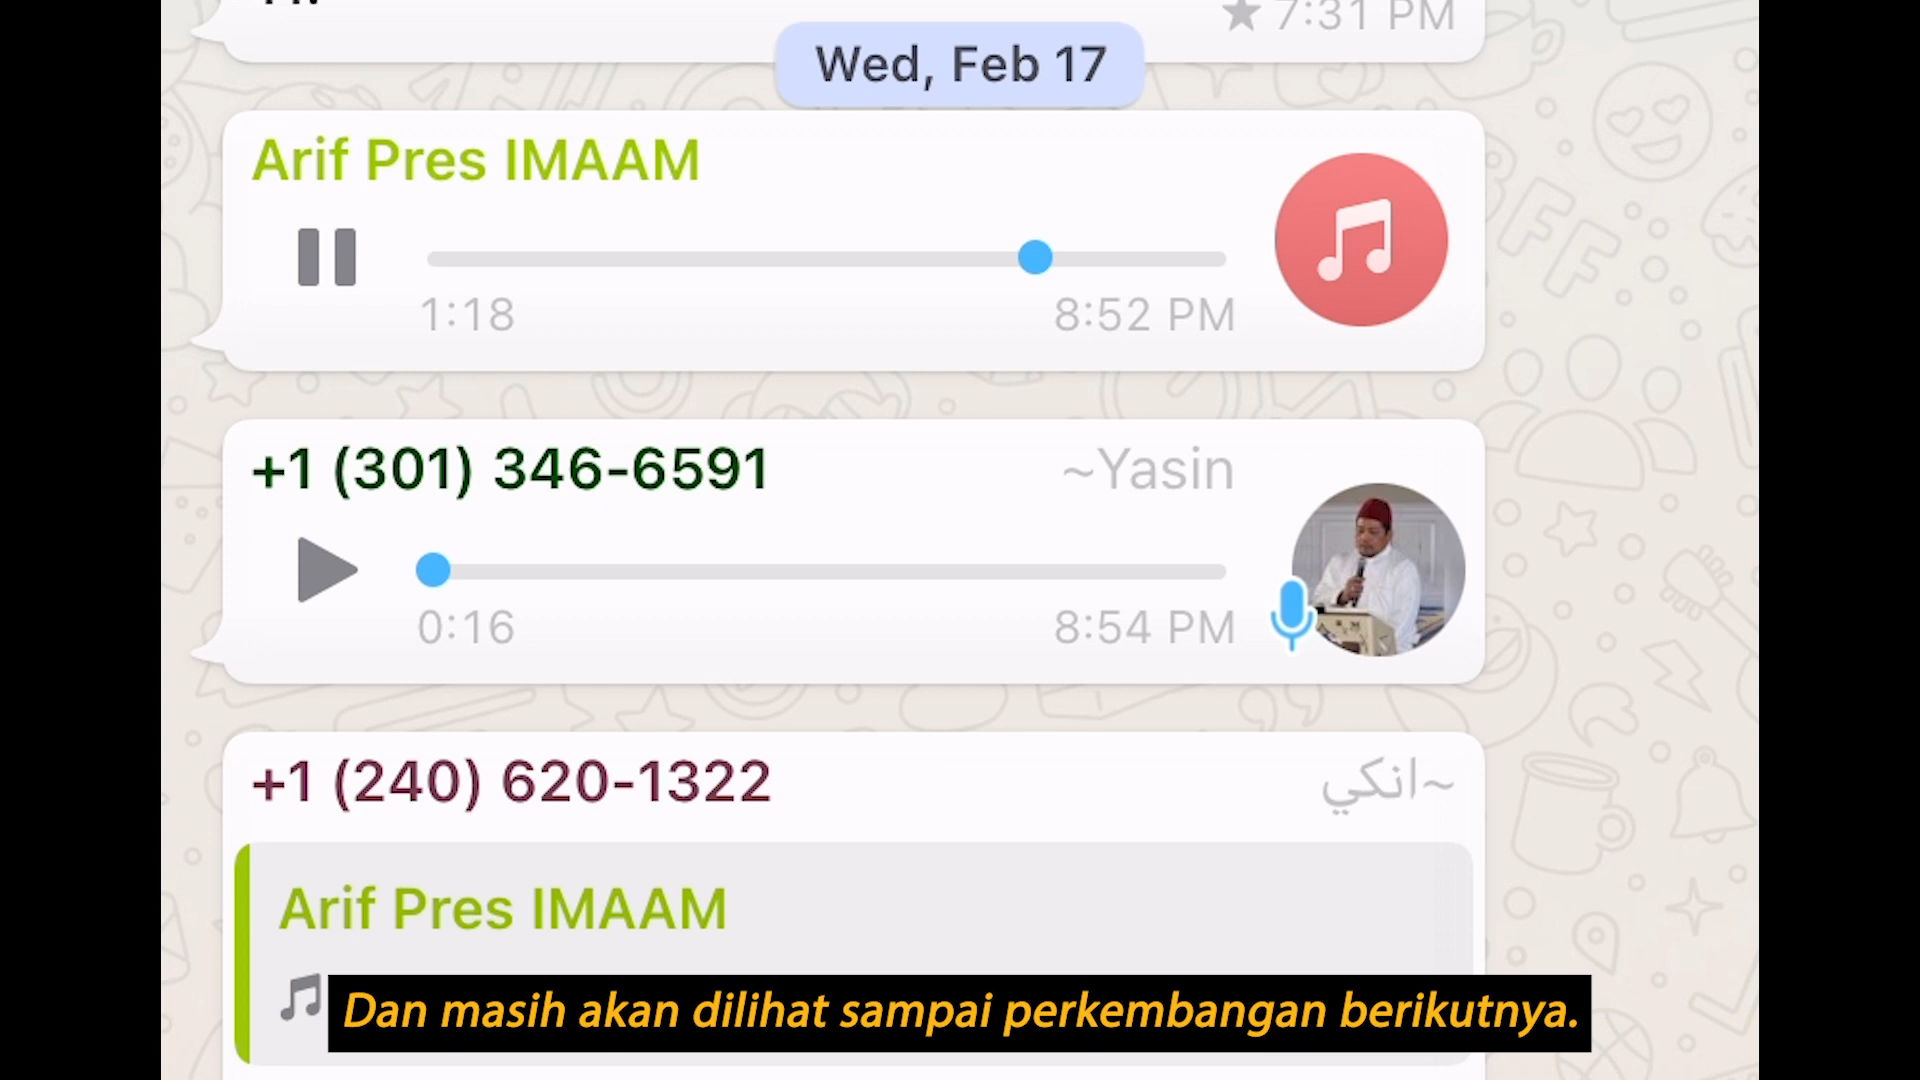 7:31 PM
Wed, Feb 17
Arif Pres IMAAM
1:18
8:52 PM
+1 (301) 346-6591
~Yasin
0:16
8:54 PM
+1 (240) 620-1322
~انكي
Arif Pres IMAAM
Dan masih akan dilihat sampai perkembangan berikutnya.